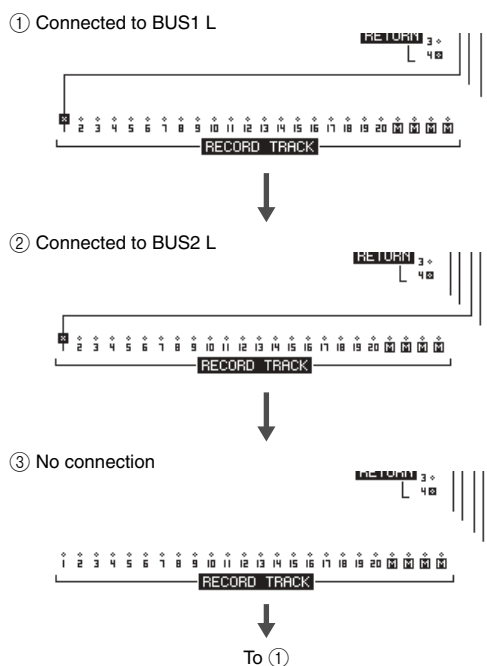 ① Connected to BUS1 L
RETURN 3
4
1 2 3 4 5 6 7 8 9 10 11 12 13 14 15 16 17 18 19 20 M M M M
RECORD TRACK
② Connected to BUS2 L
RETURN 3
4
1 2 3 4 5 6 7 8 9 10 11 12 13 14 15 16 17 18 19 20 M M M M
RECORD TRACK
③ No connection
RETURN 3
4
1 2 3 4 5 6 7 8 9 10 11 12 13 14 15 16 17 18 19 20 M M M M
RECORD TRACK
To ①